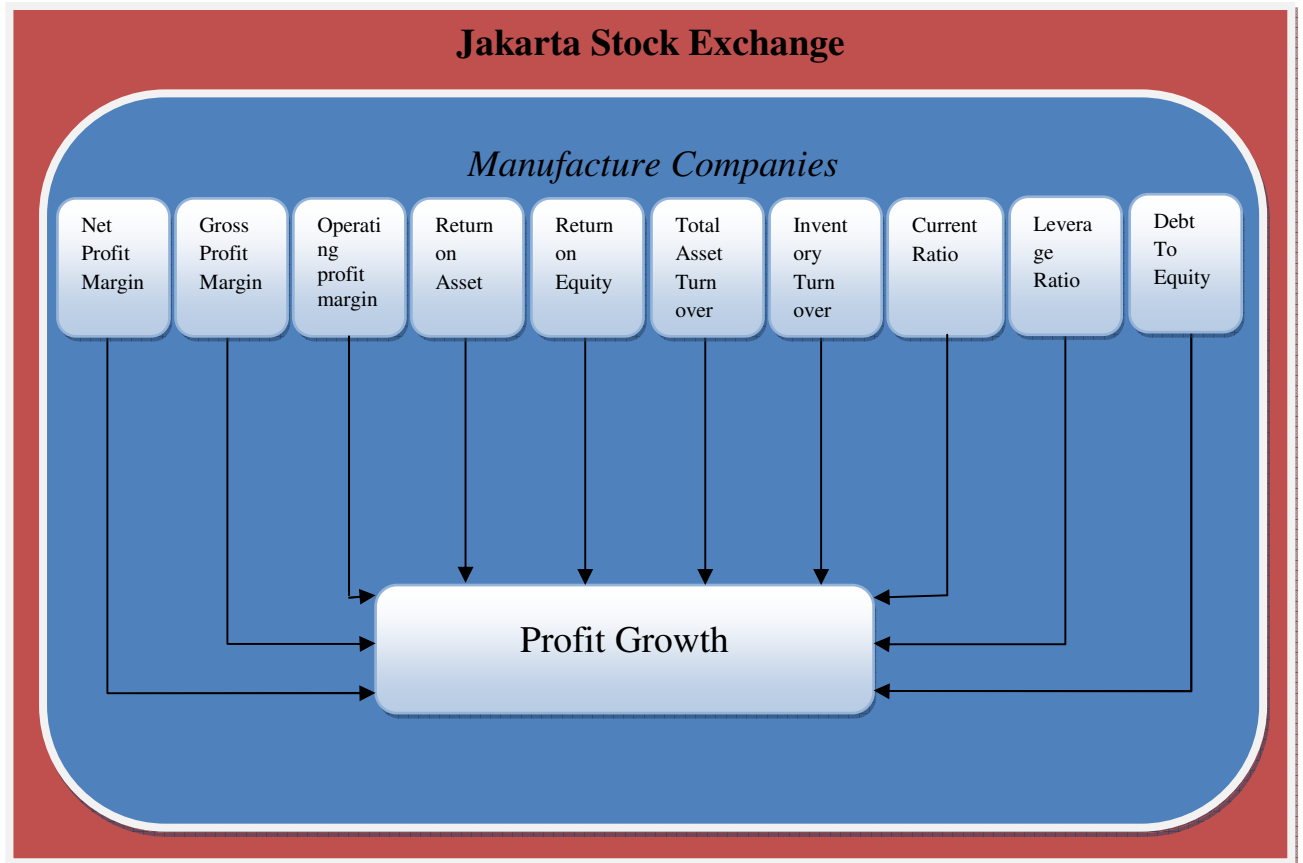 Jakarta Stock Exchange
Manufacture Companies
Net
Profit
Margin
Gross
Profit
Margin
Operati
ng
profit
margin
Return
on
Asset
Return
on
Equity
Total
Asset
Turn
over
Invent
ory
Turn
over
Current
Ratio
Levera
ge
Ratio
Debt
To
Equity
Profit Growth